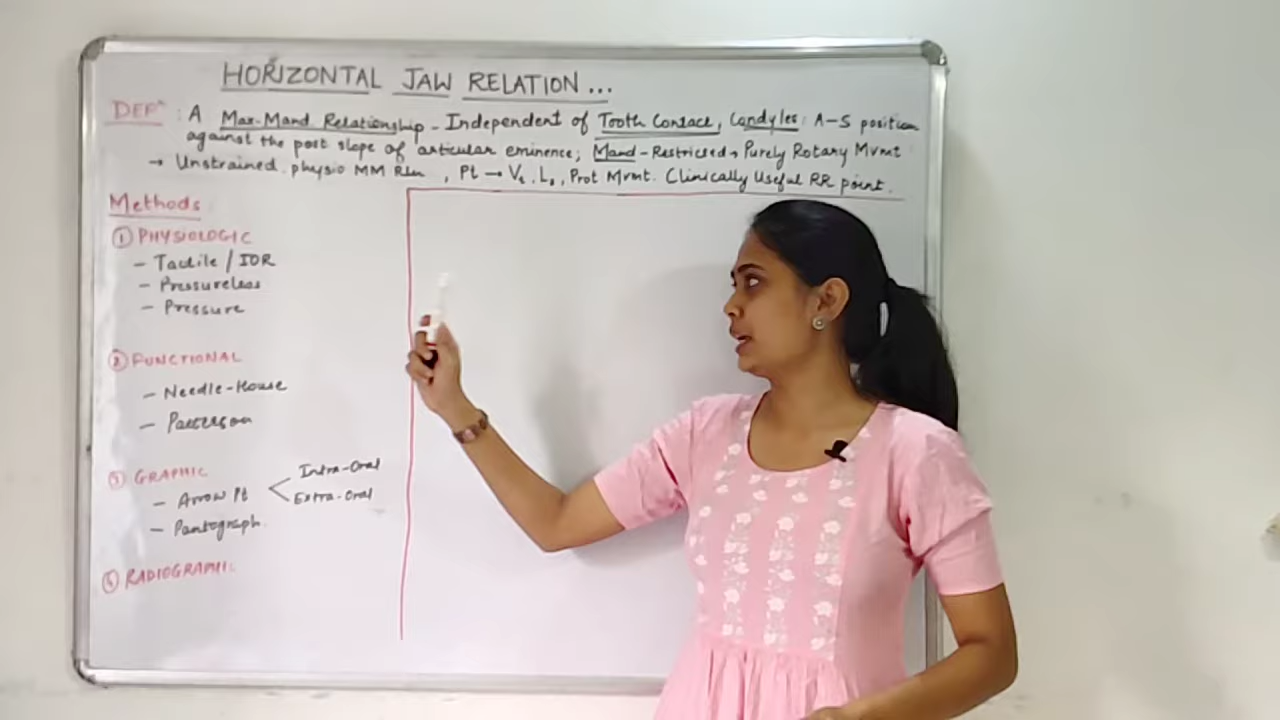 HORIZONTAL JAW RELATION...
DEFⁿ : A Max-Mand Relationship - Independent of Tooth Contact, Condyles: A-S position
against the post slope of articular eminence; Mand - Restricted → Purely Rotary Mvmt
→ Unstrained. physio MM Reln , Pt → Vt. Lt, Prot Mvmt. Clinically Useful RR point.
Methods
① PHYSIOLOGIC
- Tactile / IOR
- Pressureless
- Pressure
② FUNCTIONAL
- Needle-House
- Patterson
③ GRAPHIC
Intra-Oral
- Arrow Pt
Extra-Oral
- Pantograph.
④ RADIOGRAPHIC